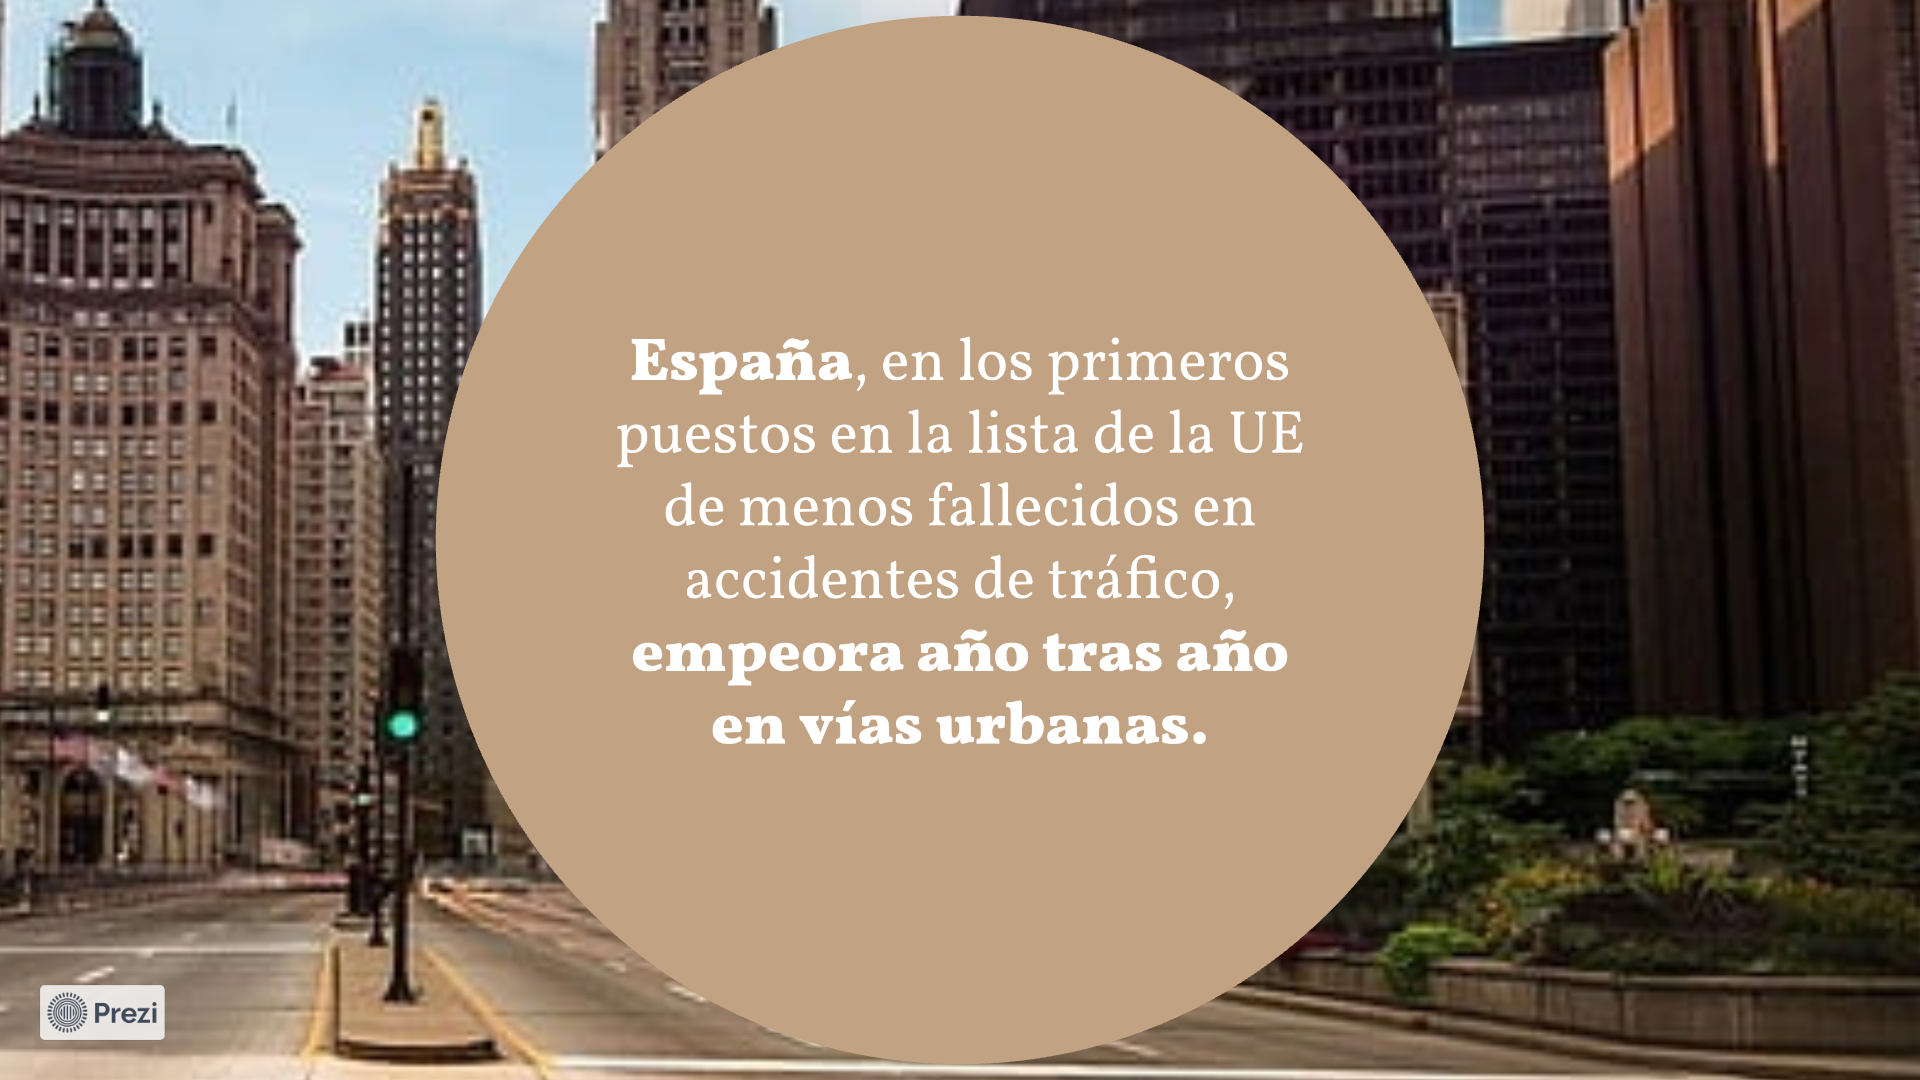 España, en los primeros
puestos en la lista de la UE
de menos fallecidos en
accidentes de tráfico,
empeora año tras año
en vías urbanas.
Prezi